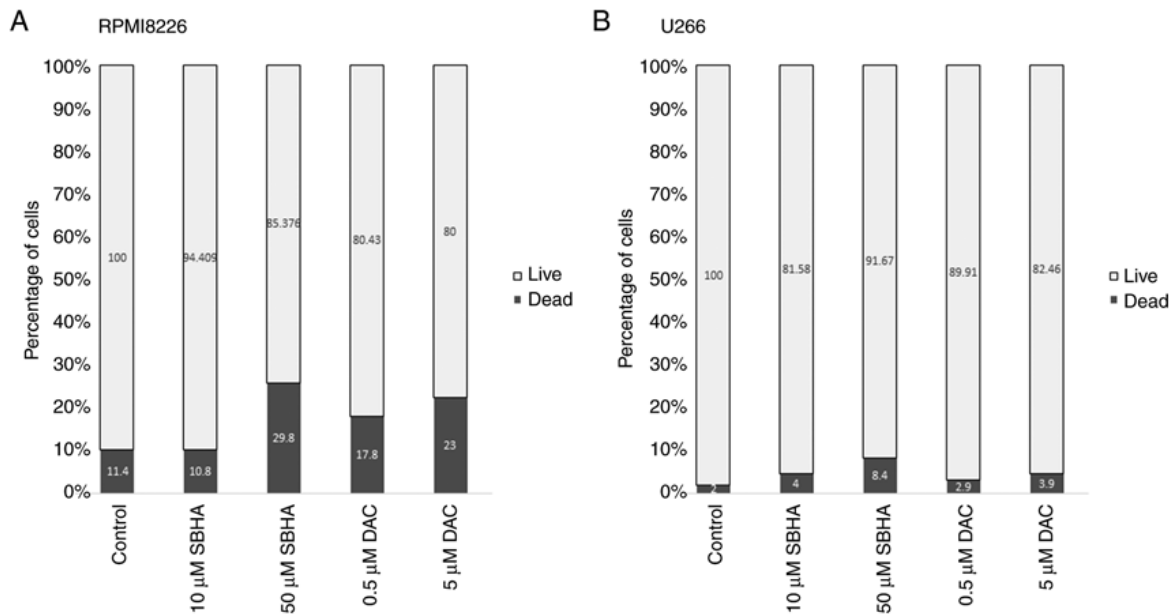 A
RPMI8226
Percentage of cells
100%
90%
80%
70%
60%
50%
40%
30%
20%
10%
0%
100
94.409
85.376
80.43
80
11.4
10.8
29.8
17.8
23
Control
10 μM SBHA
50 μM SBHA
0.5 μM DAC
5 μM DAC
Live
Dead
B
U266
Percentage of cells
100%
90%
80%
70%
60%
50%
40%
30%
20%
10%
0%
100
81.58
91.67
89.91
82.46
2
4
8.4
2.9
3.9
Control
10 μM SBHA
50 μM SBHA
0.5 μM DAC
5 μM DAC
Live
Dead